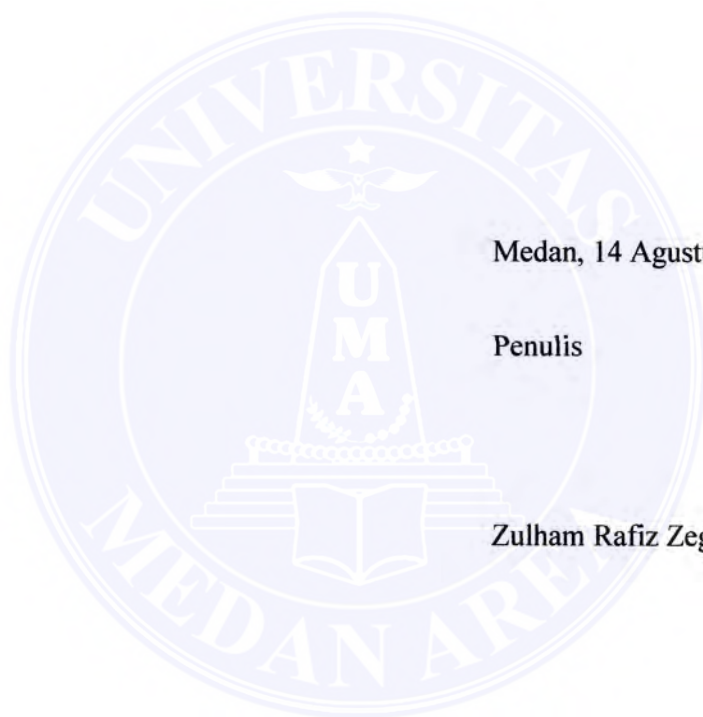 UNIVERSITAS
Medan, 14 Agust
UMA
Penulis
Zulham Rafiz Zeg
MEDAN AREA